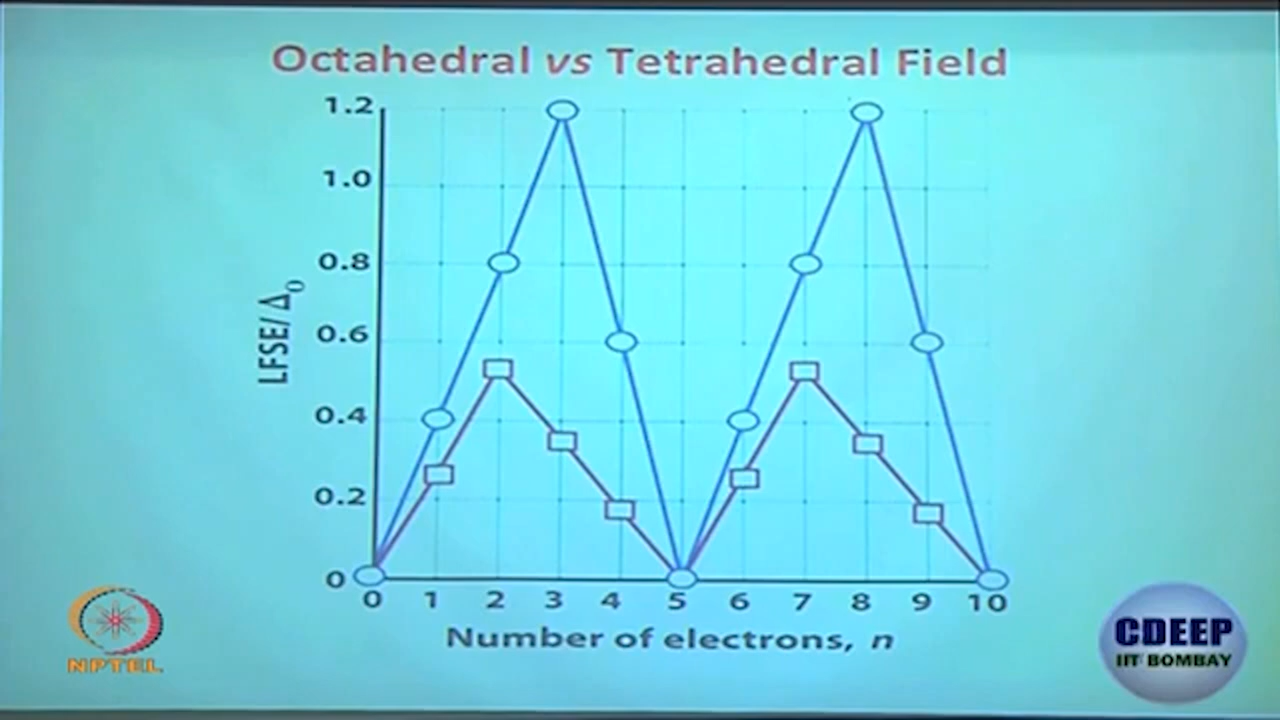 Octahedral vs Tetrahedral Field
1.2
1.0
0.8
0.6
0.4
0.2
0
LFSE/Δ₀
0 1 2 3 4 5 6 7 8 9 10
Number of electrons, n
NPTEL
CDEEP
IIT BOMBAY